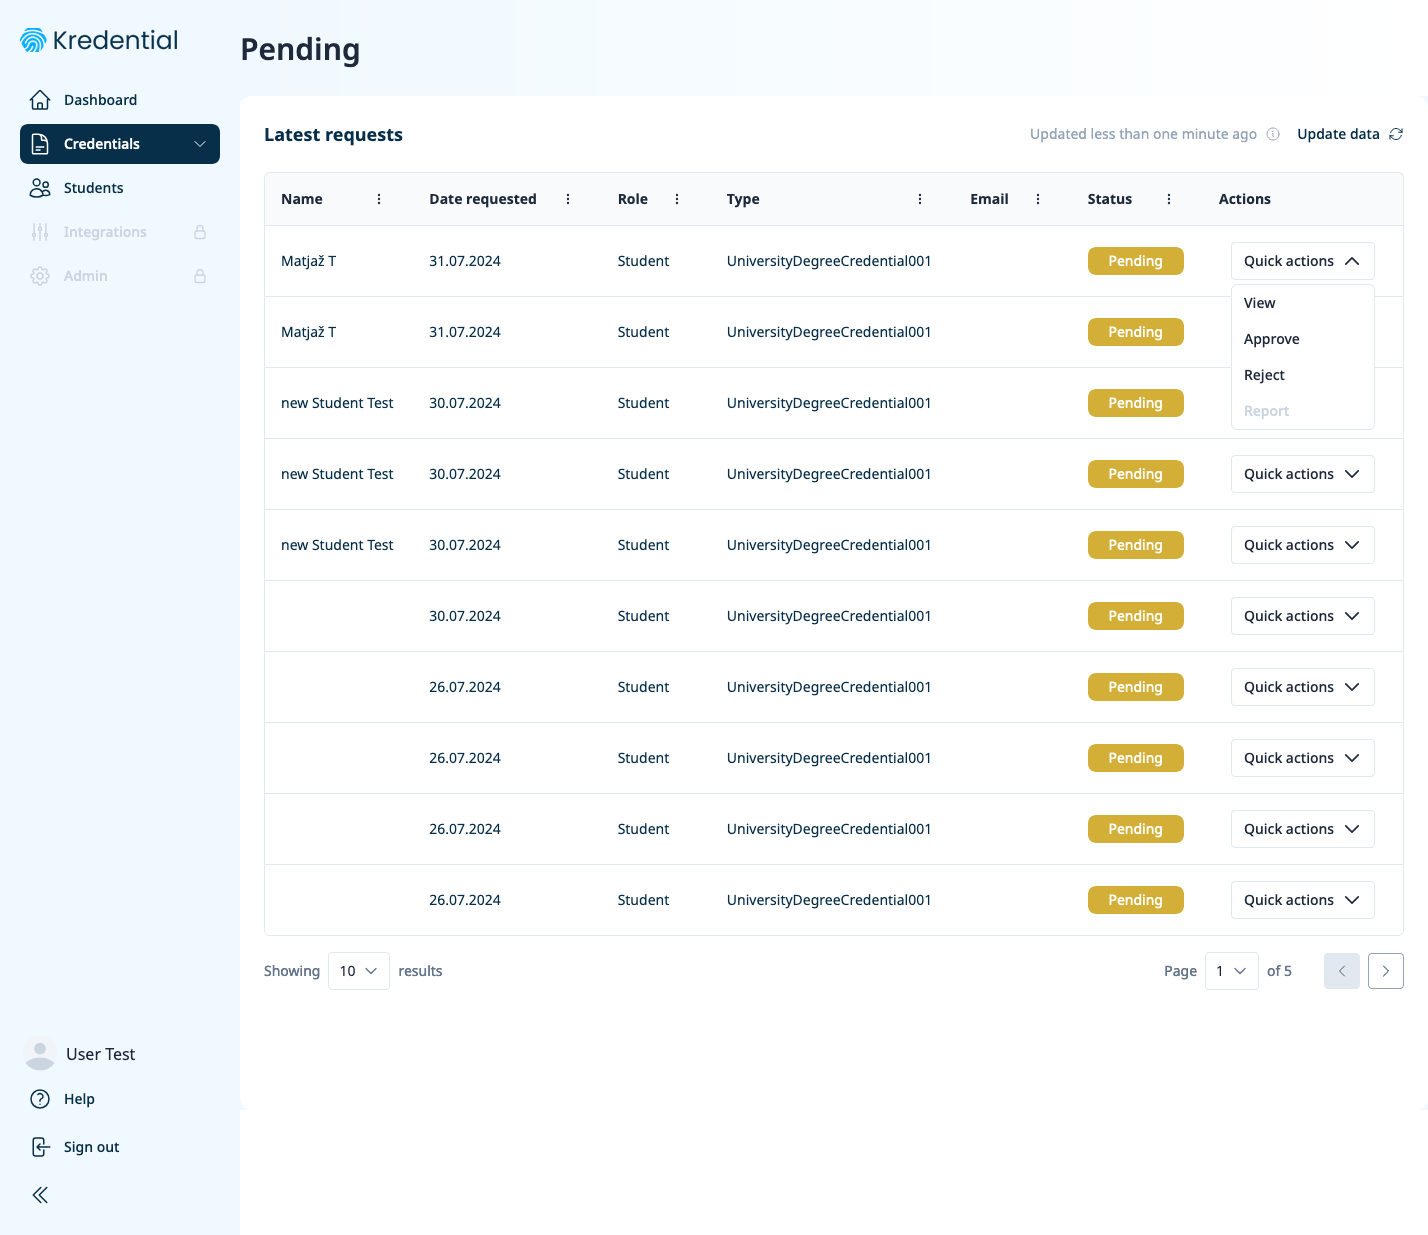 Kredential
Pending
Dashboard
Credentials
Students
Integrations
Admin
Latest requests
Updated less than one minute ago
Update data
Name Date requested Role Type Email Status Actions
Matjaž T 31.07.2024 Student UniversityDegreeCredential001 Pending Quick actions
View
Matjaž T 31.07.2024 Student UniversityDegreeCredential001 Pending
Approve
Reject
new Student Test 30.07.2024 Student UniversityDegreeCredential001 Pending
Report
new Student Test 30.07.2024 Student UniversityDegreeCredential001 Pending Quick actions
new Student Test 30.07.2024 Student UniversityDegreeCredential001 Pending Quick actions
30.07.2024 Student UniversityDegreeCredential001 Pending Quick actions
26.07.2024 Student UniversityDegreeCredential001 Pending Quick actions
26.07.2024 Student UniversityDegreeCredential001 Pending Quick actions
26.07.2024 Student UniversityDegreeCredential001 Pending Quick actions
26.07.2024 Student UniversityDegreeCredential001 Pending Quick actions
Showing 10 results
Page 1 of 5
User Test
Help
Sign out